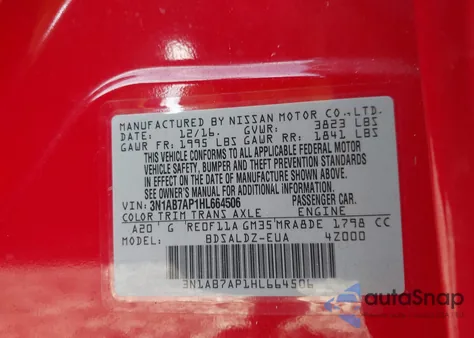 MANUFACTURED BY NISSAN MOTOR CO., LTD.
DATE: 12/16. GVWR: 3823 LBS
GAWR FR: 1995 LBS GAWR RR: 1841 LBS
THIS VEHICLE CONFORMS TO ALL APPLICABLE FEDERAL MOTOR
VEHICLE SAFETY, BUMPER AND THEFT PREVENTION STANDARDS
IN EFFECT ON THE DATE OF MANUFACTURE SHOWN ABOVE.
SEE OWNER'S MANUAL FOR ADDITIONAL INFORMATION.
VIN: 3N1AB7AP1HL664506 PASSENGER CAR.
COLOR TRIM TRANS AXLE ENGINE
A20 G RE0F11A GM35 MRA8DE 1798 CC
MODEL: BDSALDZ-EUA 4Z000
3N1AB7AP1HL664506
autoSnap